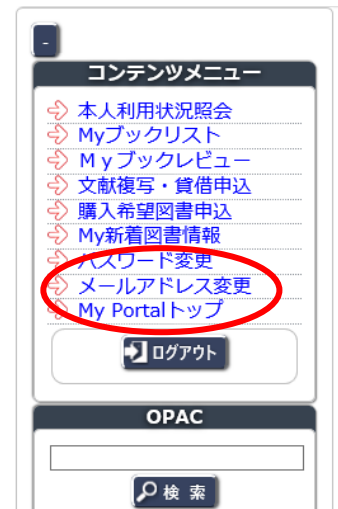 -
コンテンツメニュー
本人利用状況照会
Myブックリスト
Ｍｙブックレビュー
文献複写・貸借申込
購入希望図書申込
My新着図書情報
パスワード変更
メールアドレス変更
My Portalトップ
ログアウト
OPAC
検 索